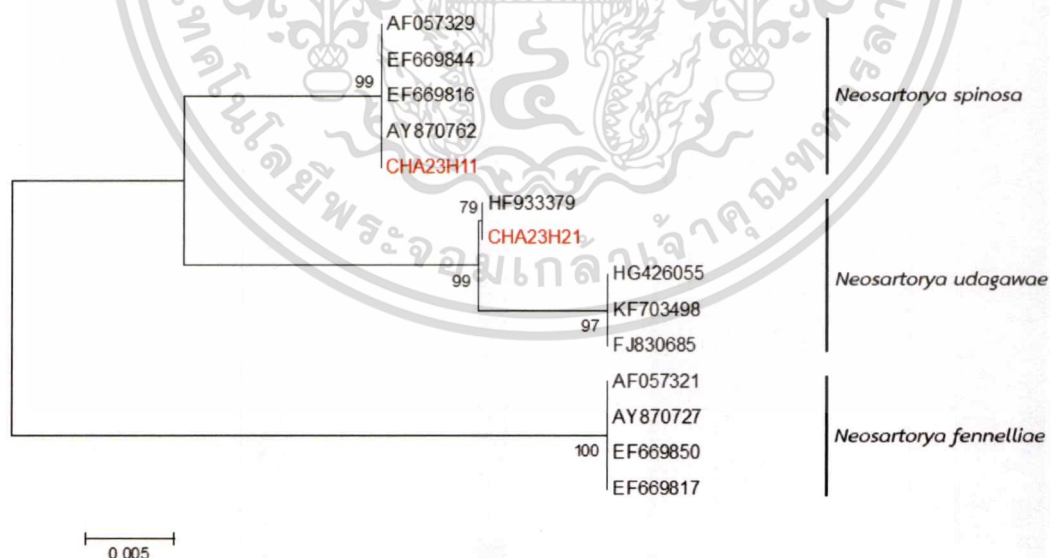 AF057329
EF669844
99
EF669816
Neosartorya spinosa
AY870762
CHA23H11
79
HF933379
CHA23H21
HG426055
99
Neosartorya udagawae
KF703498
97
FJ830685
AF057321
AY870727
Neosartorya fennelliae
100
EF669850
EF669817
0.005